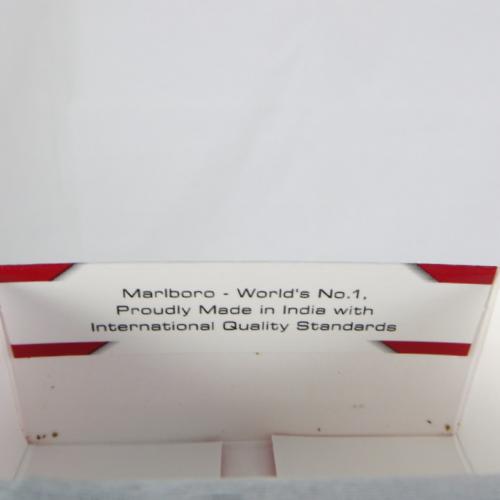 Marlboro - World's No.1,
Proudly Made in India with
International Quality Standards